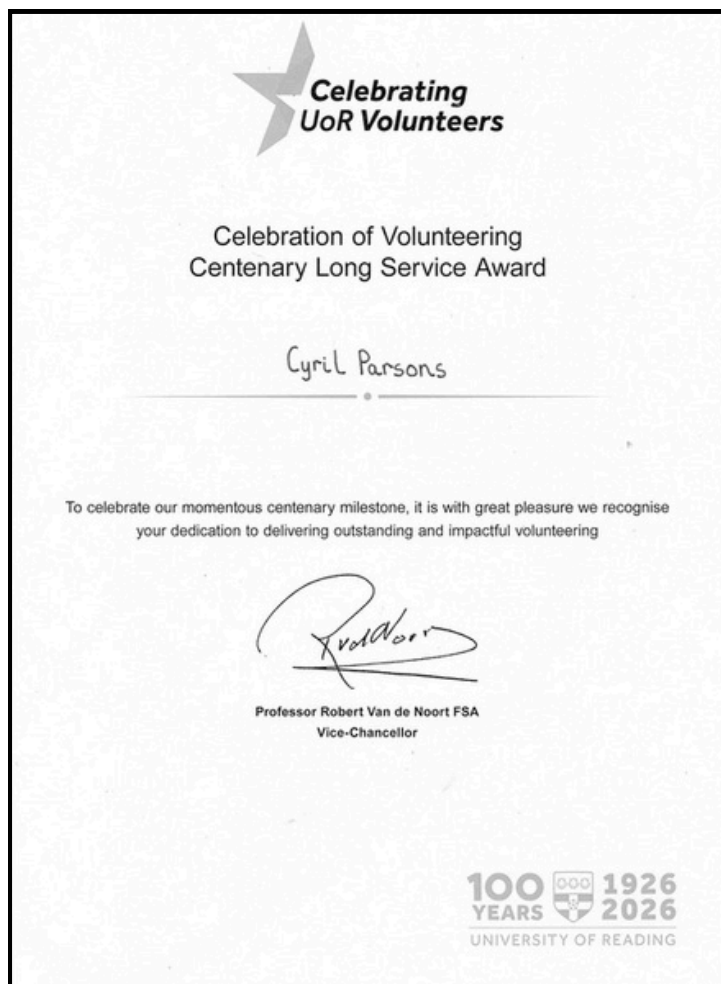 Celebrating
UoR Volunteers
Celebration of Volunteering
Centenary Long Service Award
Cyril Parsons
To celebrate our momentous centenary milestone, it is with great pleasure we recognise
your dedication to delivering outstanding and impactful volunteering
RvdNoort
Professor Robert Van de Noort FSA
Vice-Chancellor
100 1926
YEARS 2026
UNIVERSITY OF READING